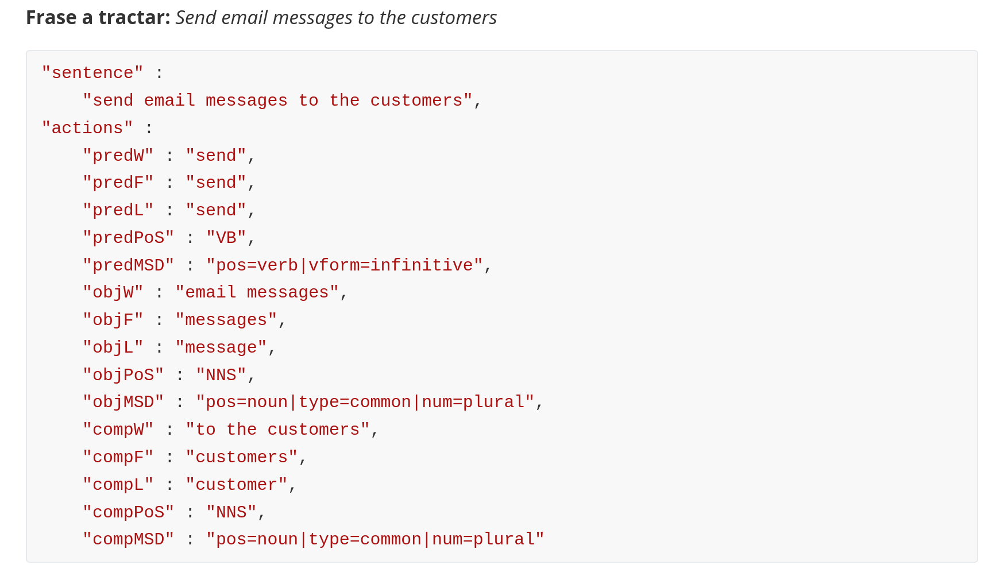 Frase a tractar: Send email messages to the customers
"sentence" :
    "send email messages to the customers",
"actions" :
    "predW" : "send",
    "predF" : "send",
    "predL" : "send",
    "predPoS" : "VB",
    "predMSD" : "pos=verb|vform=infinitive",
    "objW" : "email messages",
    "objF" : "messages",
    "objL" : "message",
    "objPoS" : "NNS",
    "objMSD" : "pos=noun|type=common|num=plural",
    "compW" : "to the customers",
    "compF" : "customers",
    "compL" : "customer",
    "compPoS" : "NNS",
    "compMSD" : "pos=noun|type=common|num=plural"